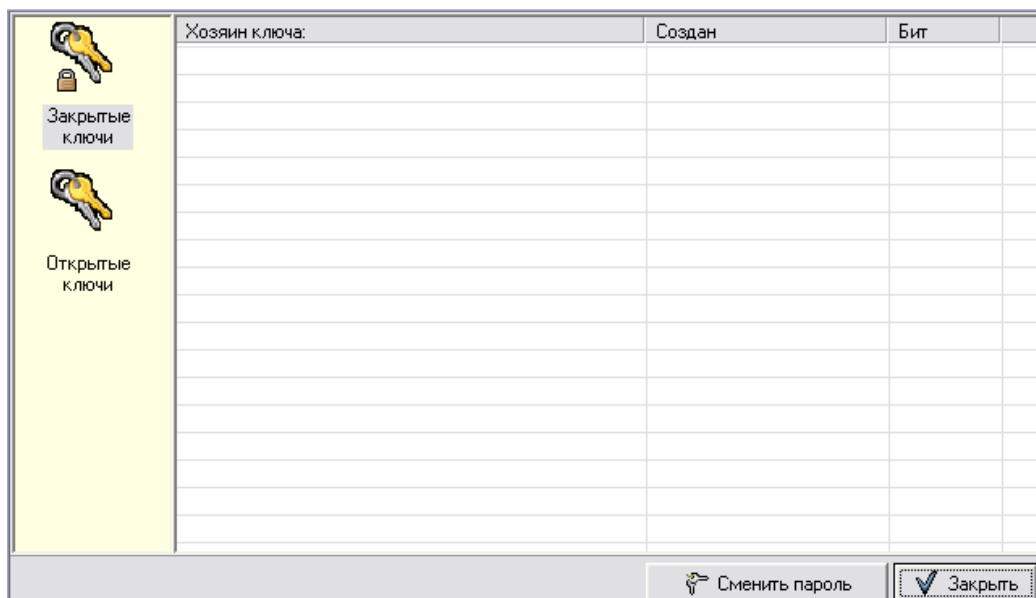 Хозяин ключа:
Создан
Бит
Закрытые
ключи
Открытые
ключи
Сменить пароль
Закрыть